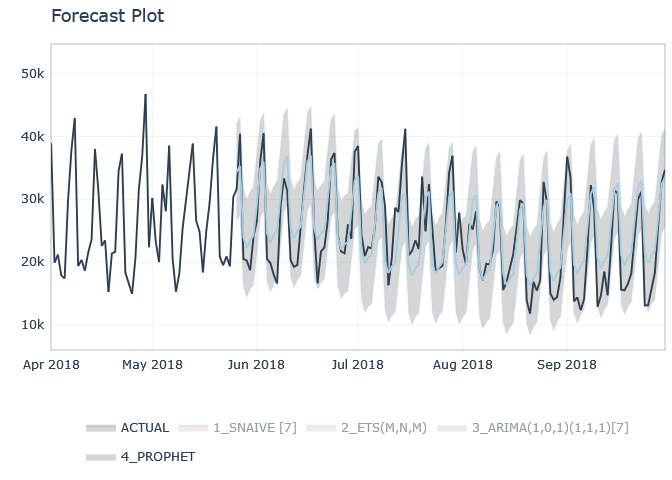 Forecast Plot
50k
40k
30k
20k
10k
Apr 2018 May 2018 Jun 2018 Jul 2018 Aug 2018 Sep 2018
ACTUAL 1_SNAIVE [7] 2_ETS(M,N,M) 3_ARIMA(1,0,1)(1,1,1)[7]
4_PROPHET